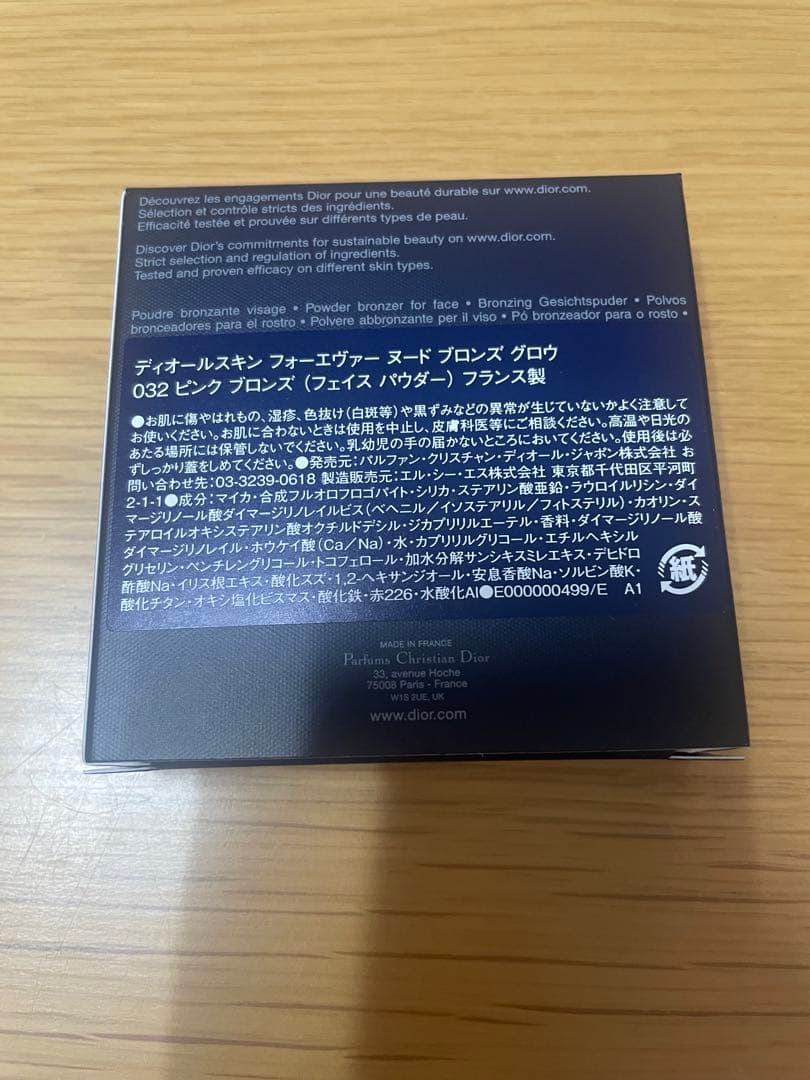 Découvrez les engagements Dior pour une beauté durable sur www.dior.com.
Sélection et contrôle stricts des ingrédients.
Efficacité testée et prouvée sur différents types de peau.
Discover Dior's commitments for sustainable beauty on www.dior.com.
Strict selection and regulation of ingredients.
Tested and proven efficacy on different skin types.
Poudre bronzante visage • Powder bronzer for face • Bronzing Gesichtspuder • Polvos
bronceadores para el rostro • Polvere abbronzante per il viso • Pó bronzeador para o rosto •
ディオールスキン フォーエヴァー ヌード ブロンズ グロウ
032 ピンク ブロンズ (フェイス パウダー) フランス製
●お肌に傷やはれもの、湿疹、色抜け(白斑等)や黒ずみなどの異常が生じていないかよく注意して
お使いください。お肌に合わないときは使用を中止し、皮膚科医等にご相談ください。高温や日光の
あたる場所には保管しないでください。乳幼児の手の届かないところにおいてください。使用後は必
ずしっかり蓋をしめてください。●発売元:パルファン・クリスチャン・ディオール・ジャポン株式会社 お
問い合わせ先:03-3239-0618 製造販売元:エル・シー・エス株式会社 東京都千代田区平河町
2-1-1●成分:マイカ・合成フルオロフロゴパイト・シリカ・ステアリン酸亜鉛・ラウロイルリシン・ダイ
マージリノール酸ダイマージリノレイルビス(ベヘニル/イソステアリル/フィトステリル)・カオリン・ス
テアロイルオキシステアリン酸オクチルドデシル・ジカプリリルエーテル・香料・ダイマージリノール酸
ダイマージリノレイル・ホウケイ酸(Ca/Na)・水・カプリリルグリコール・エチルヘキシル
グリセリン・ペンチレングリコール・トコフェロール・加水分解サンシキスミレエキス・デヒドロ
酢酸Na・イリス根エキス・酸化スズ・1,2-ヘキサンジオール・安息香酸Na・ソルビン酸K・
酸化チタン・オキシ塩化ビスマス・酸化鉄・赤226・水酸化Al●E000000499/E A1
紙
MADE IN FRANCE
Parfums Christian Dior
33, avenue Hoche
75008 Paris - France
W1S 2UE, UK
www.dior.com